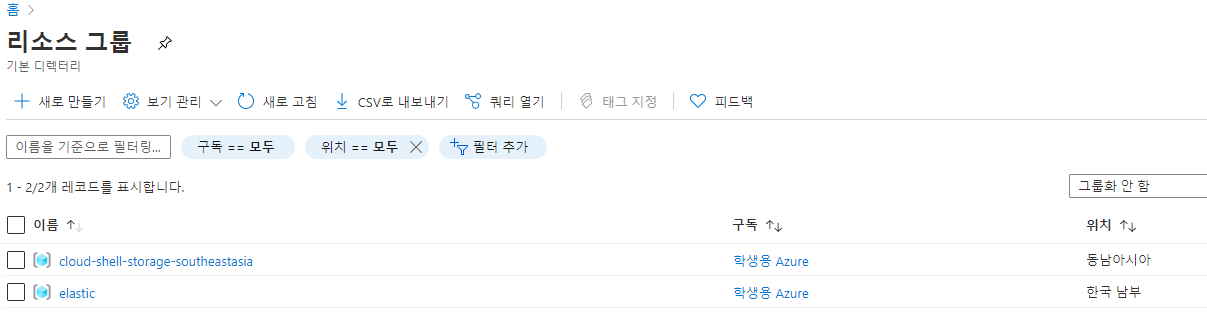 홈
리소스 그룹
기본 디렉터리
새로 만들기 보기 관리 새로 고침 CSV로 내보내기 쿼리 열기 태그 지정 피드백
이름을 기준으로 필터링... 구독 == 모두 위치 == 모두 필터 추가
1 - 2/2개 레코드를 표시합니다.
그룹화 안 함
이름 구독 위치
cloud-shell-storage-southeastasia 학생용 Azure 동남아시아
elastic 학생용 Azure 한국 남부